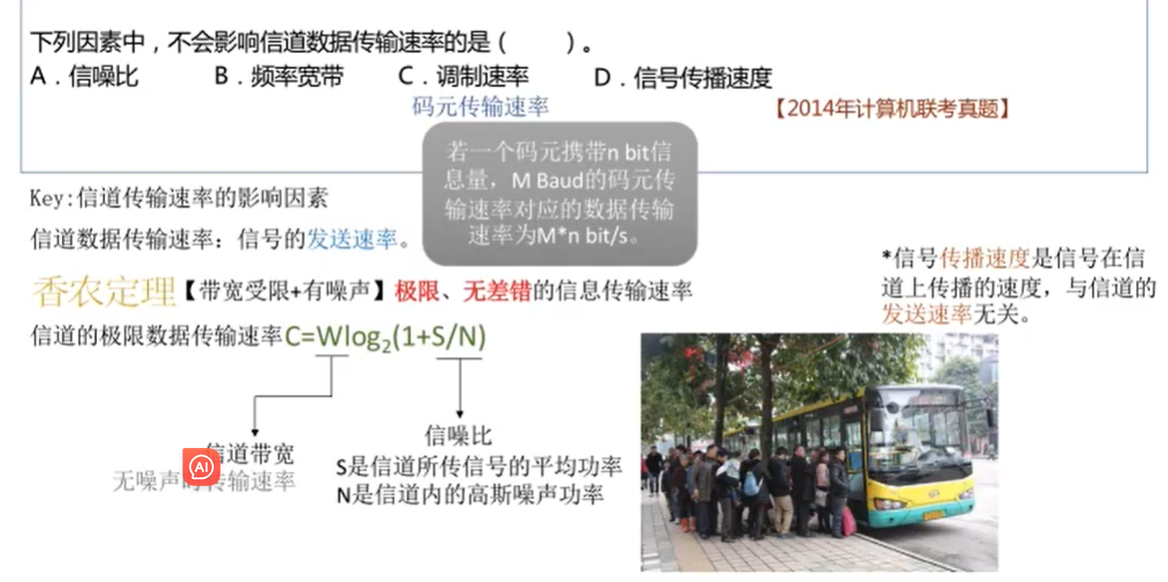 下列因素中，不会影响信道数据传输速率的是（　　）。
A．信噪比　B．频率宽带　C．调制速率　D．信号传播速度
码元传输速率
【2014年计算机联考真题】
若一个码元携带n bit信
息量，M Baud的码元传
输速率对应的数据传输
速率为M*n bit/s。
Key:信道传输速率的影响因素
信道数据传输速率：信号的发送速率。
*信号传播速度是信号在信
道上传播的速度，与信道的
发送速率无关。
香农定理【带宽受限+有噪声】极限、无差错的信息传输速率
信道的极限数据传输速率C=Wlog₂(1+S/N)
信道带宽
无噪声时传输速率
信噪比
S是信道所传信号的平均功率
N是信道内的高斯噪声功率
AI